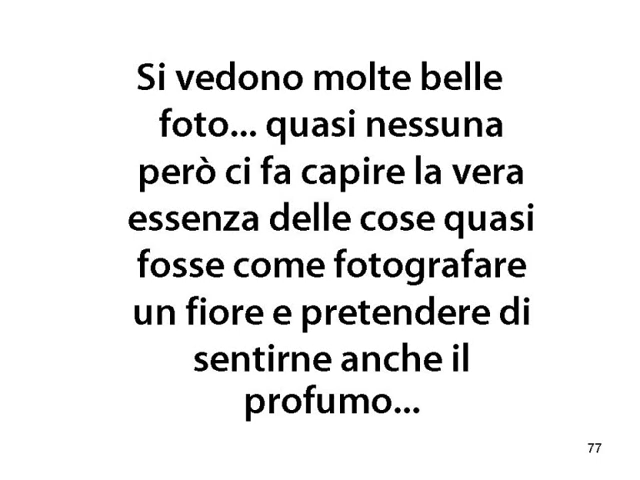 Si vedono molte belle
foto... quasi nessuna
però ci fa capire la vera
essenza delle cose quasi
fosse come fotografare
un fiore e pretendere di
sentirne anche il
profumo...
77